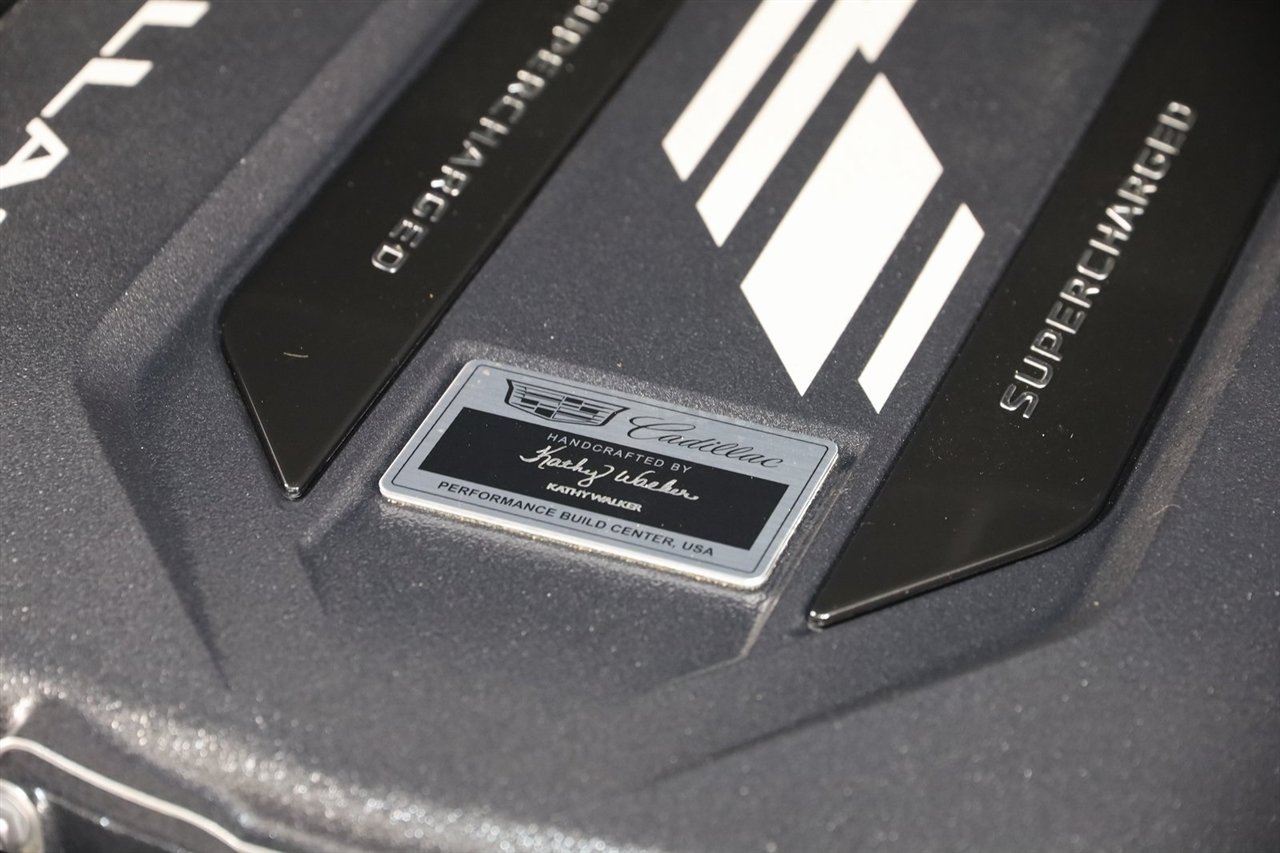 SUPERCHARGED
SUPERCHARGED
Cadillac
HANDCRAFTED BY
Kathy Walker
KATHY WALKER
PERFORMANCE BUILD CENTER, USA